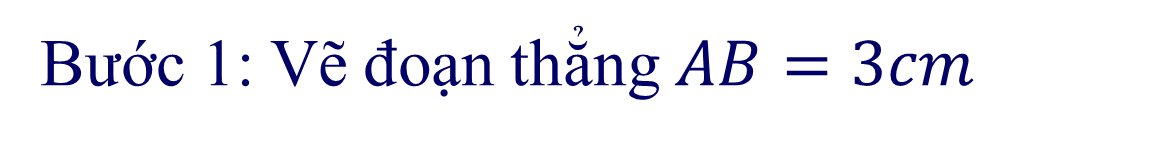 Bước 1: Vẽ đoạn thẳng AB = 3cm